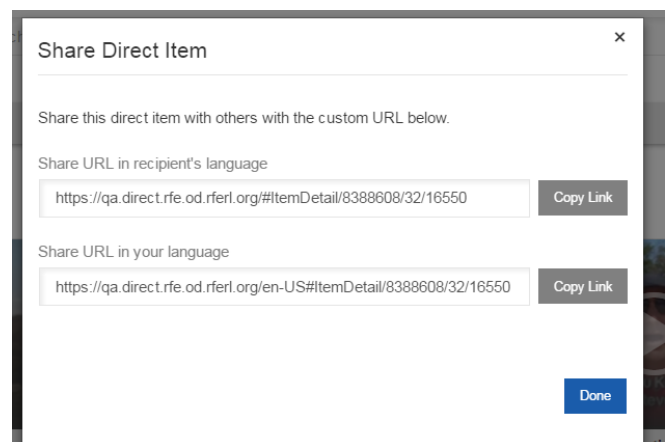 Share Direct Item
×
Share this direct item with others with the custom URL below.
Share URL in recipient's language
https://qa.direct.rfe.od.rferl.org/#ItemDetail/8388608/32/16550
Copy Link
Share URL in your language
https://qa.direct.rfe.od.rferl.org/en-US#ItemDetail/8388608/32/16550
Copy Link
Done